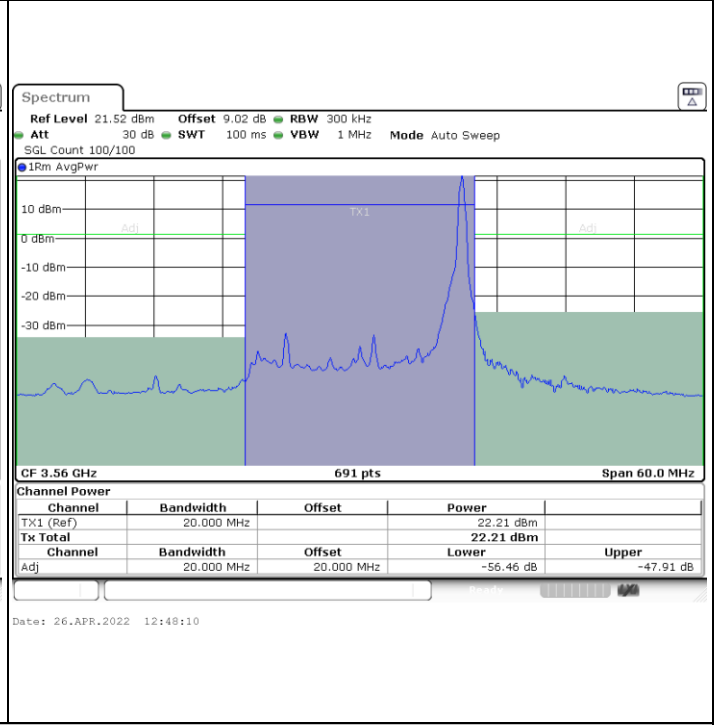 Spectrum
Ref Level 21.52 dBm Offset 9.02 dB RBW 300 kHz
Att 30 dB SWT 100 ms VBW 1 MHz Mode Auto Sweep
SGL Count 100/100
1Rm AvgPwr
10 dBm
TX1
Adj Adj
0 dBm
-10 dBm
-20 dBm
-30 dBm
CF 3.56 GHz 691 pts Span 60.0 MHz
Channel Power
Channel Bandwidth Offset Power
TX1 (Ref) 20.000 MHz 22.21 dBm
Tx Total 22.21 dBm
Channel Bandwidth Offset Lower Upper
Adj 20.000 MHz 20.000 MHz -56.46 dB -47.91 dB
Ready
Date: 26.APR.2022 12:48:10